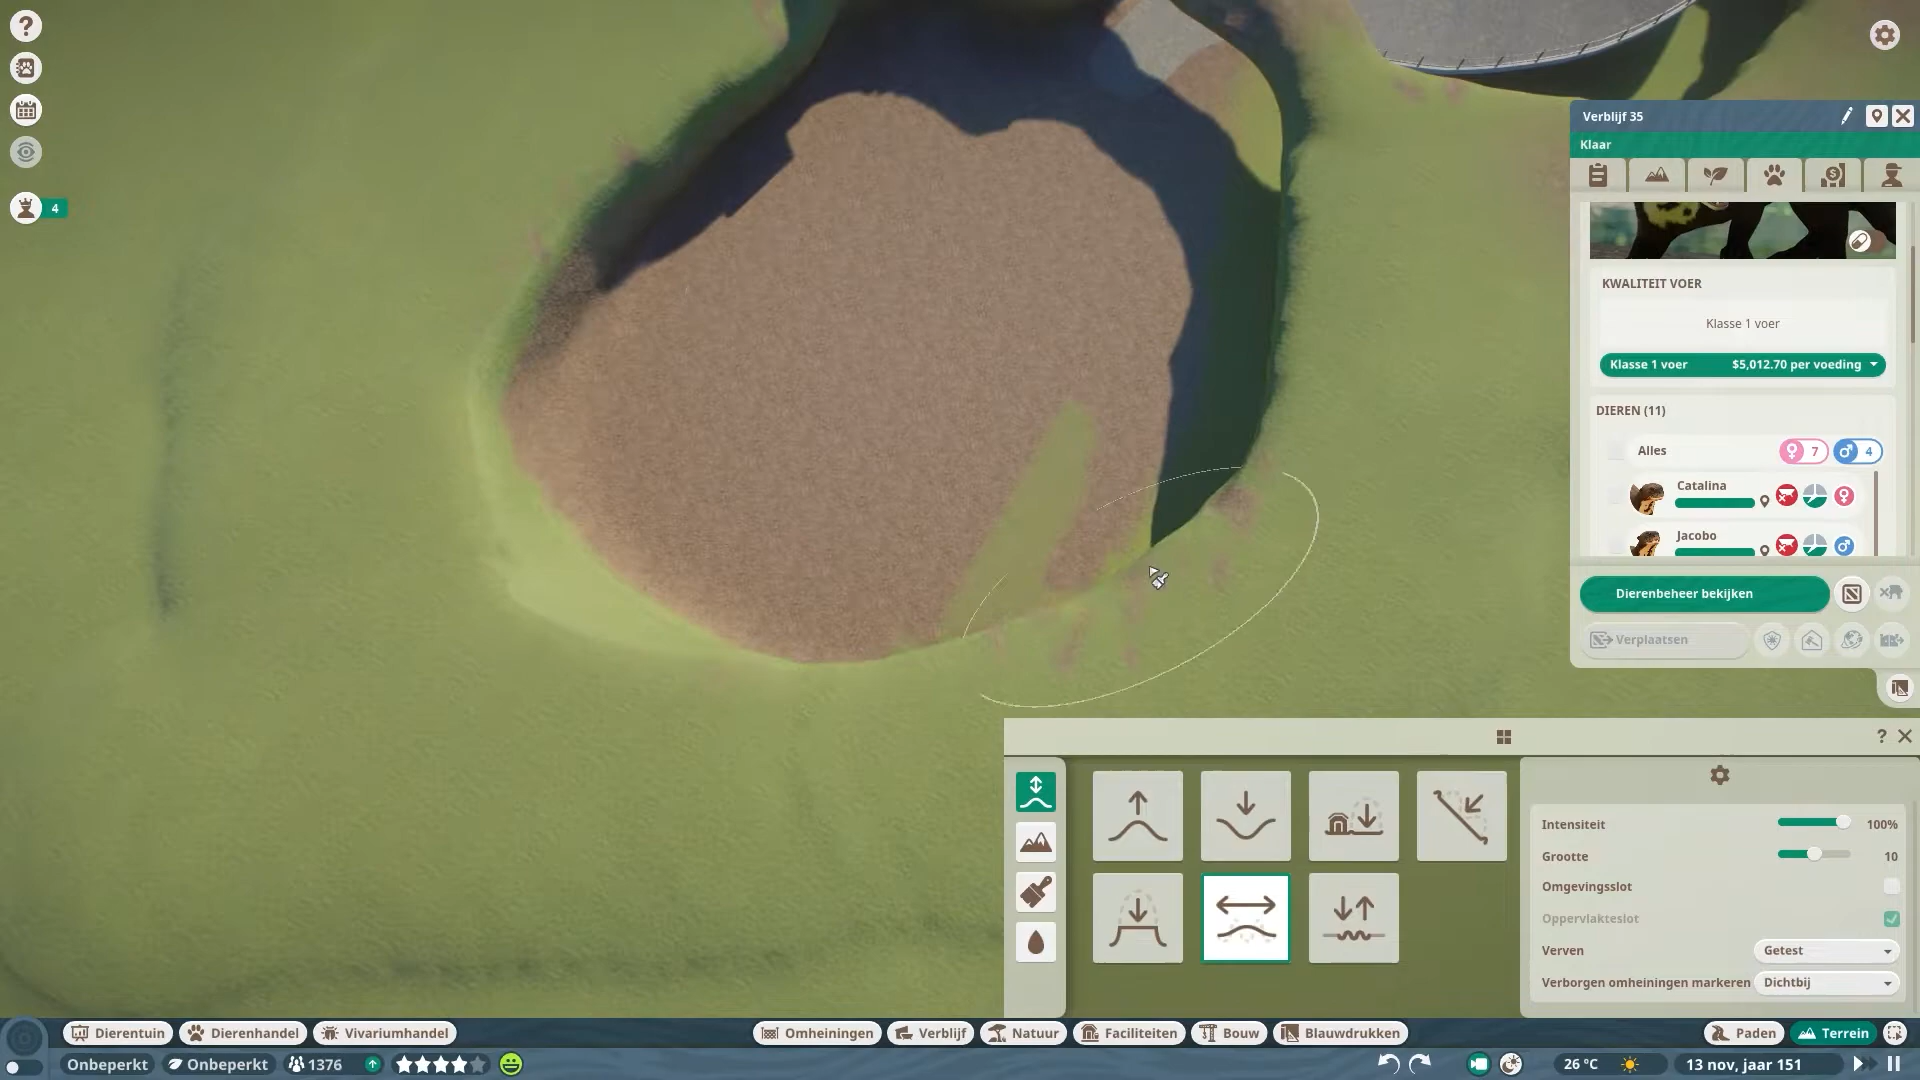 ?
4
Verblijf 35
Klaar
KWALITEIT VOER
Klasse 1 voer
Klasse 1 voer $5,012.70 per voeding
DIEREN (11)
Alles 7 4
Catalina
Jacobo
Dierenbeheer bekijken
Verplaatsen
?
Intensiteit 100%
Grootte 10
Omgevingsslot
Oppervlakteslot
Verven Getest
Verborgen omheiningen markeren Dichtbij
Dierentuin Dierenhandel Vivariumhandel Omheiningen Verblijf Natuur Faciliteiten Bouw Blauwdrukken Paden Terrein
Onbeperkt Onbeperkt 1376 26 °C 13 nov, jaar 151